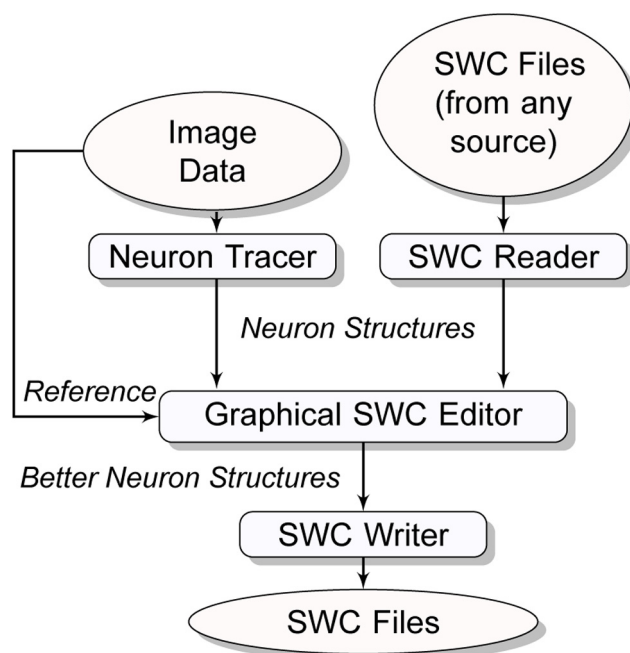 SWC Files
(from any
source)
Image
Data
Neuron Tracer
SWC Reader
Neuron Structures
Reference
Graphical SWC Editor
Better Neuron Structures
SWC Writer
SWC Files